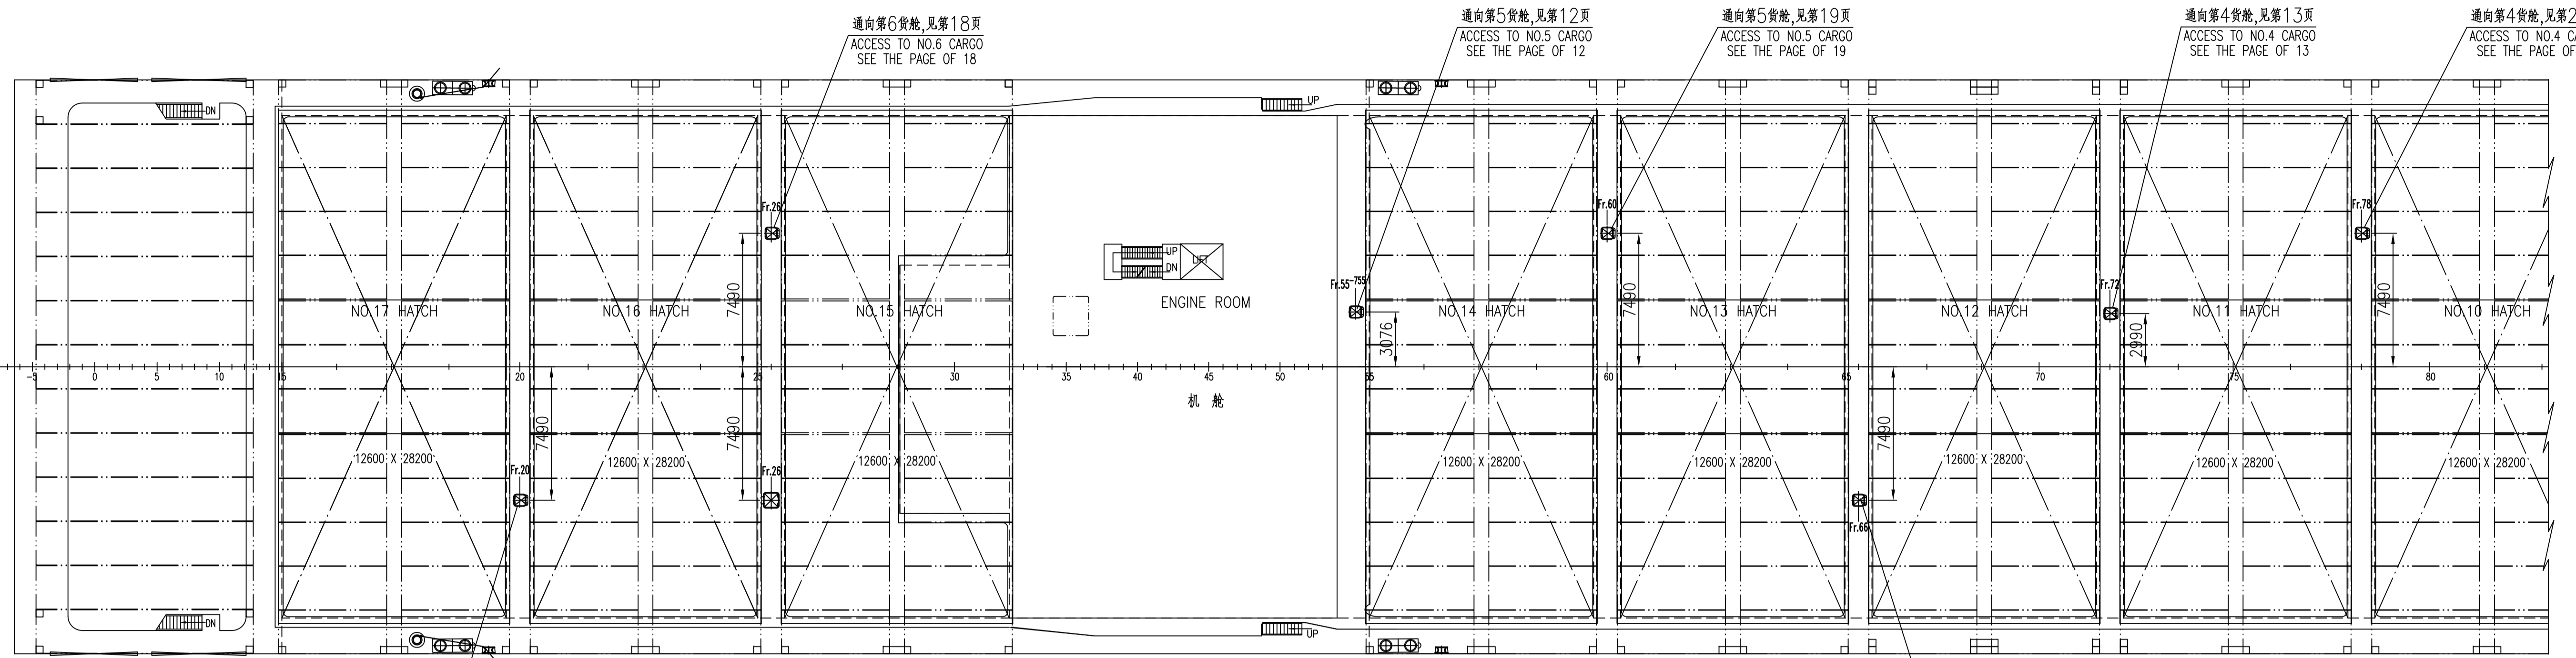 通向第6货舱,见第18页
ACCESS TO NO.6 CARGO
SEE THE PAGE OF 18
通向第5货舱,见第12页
ACCESS TO NO.5 CARGO
SEE THE PAGE OF 12
通向第5货舱,见第19页
ACCESS TO NO.5 CARGO
SEE THE PAGE OF 19
通向第4货舱,见第13页
ACCESS TO NO.4 CARGO
SEE THE PAGE OF 13
通向第4货舱,见第2
ACCESS TO NO.4
SEE THE PAGE OF
DN
UP
Fr.26
Fr.60
Fr.78
UP
DN
LIFT
Fr.55-755
Fr.72
ENGINE ROOM
7490
7490
7490
3076
2990
NO.17 HATCH
NO.16 HATCH
NO.15 HATCH
NO.14 HATCH
NO.13 HATCH
NO.12 HATCH
NO.11 HATCH
NO.10 HATCH
-5 0 5 10 15 20 25 30 35 40 45 50 55 60 65 70 75 80
机 舱
7490
7490
7490
12600 X 28200
12600 X 28200
12600 X 28200
12600 X 28200
12600 X 28200
12600 X 28200
12600 X 28200
12600 X 28200
Fr.20
Fr.26
Fr.66
DN
UP